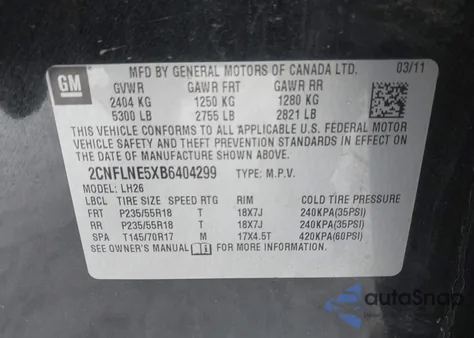 GM
MFD BY GENERAL MOTORS OF CANADA LTD. 03/11
GVWR GAWR FRT GAWR RR
2404 KG 1250 KG 1280 KG
5300 LB 2755 LB 2821 LB
THIS VEHICLE CONFORMS TO ALL APPLICABLE U.S. FEDERAL MOTOR
VEHICLE SAFETY AND THEFT PREVENTION STANDARDS IN EFFECT ON
THE DATE OF MANUFACTURE SHOWN ABOVE.
2CNFLNE5XB6404299 TYPE: M.P.V.
MODEL: LH26
LBCL TIRE SIZE SPEED RTG RIM COLD TIRE PRESSURE
FRT P235/55R18 T 18X7J 240KPA(35PSI)
RR P235/55R18 T 18X7J 240KPA(35PSI)
SPA T145/70R17 M 17X4.5T 420KPA(60PSI)
SEE OWNER'S MANUAL FOR MORE INFORMATION.
autoSnap